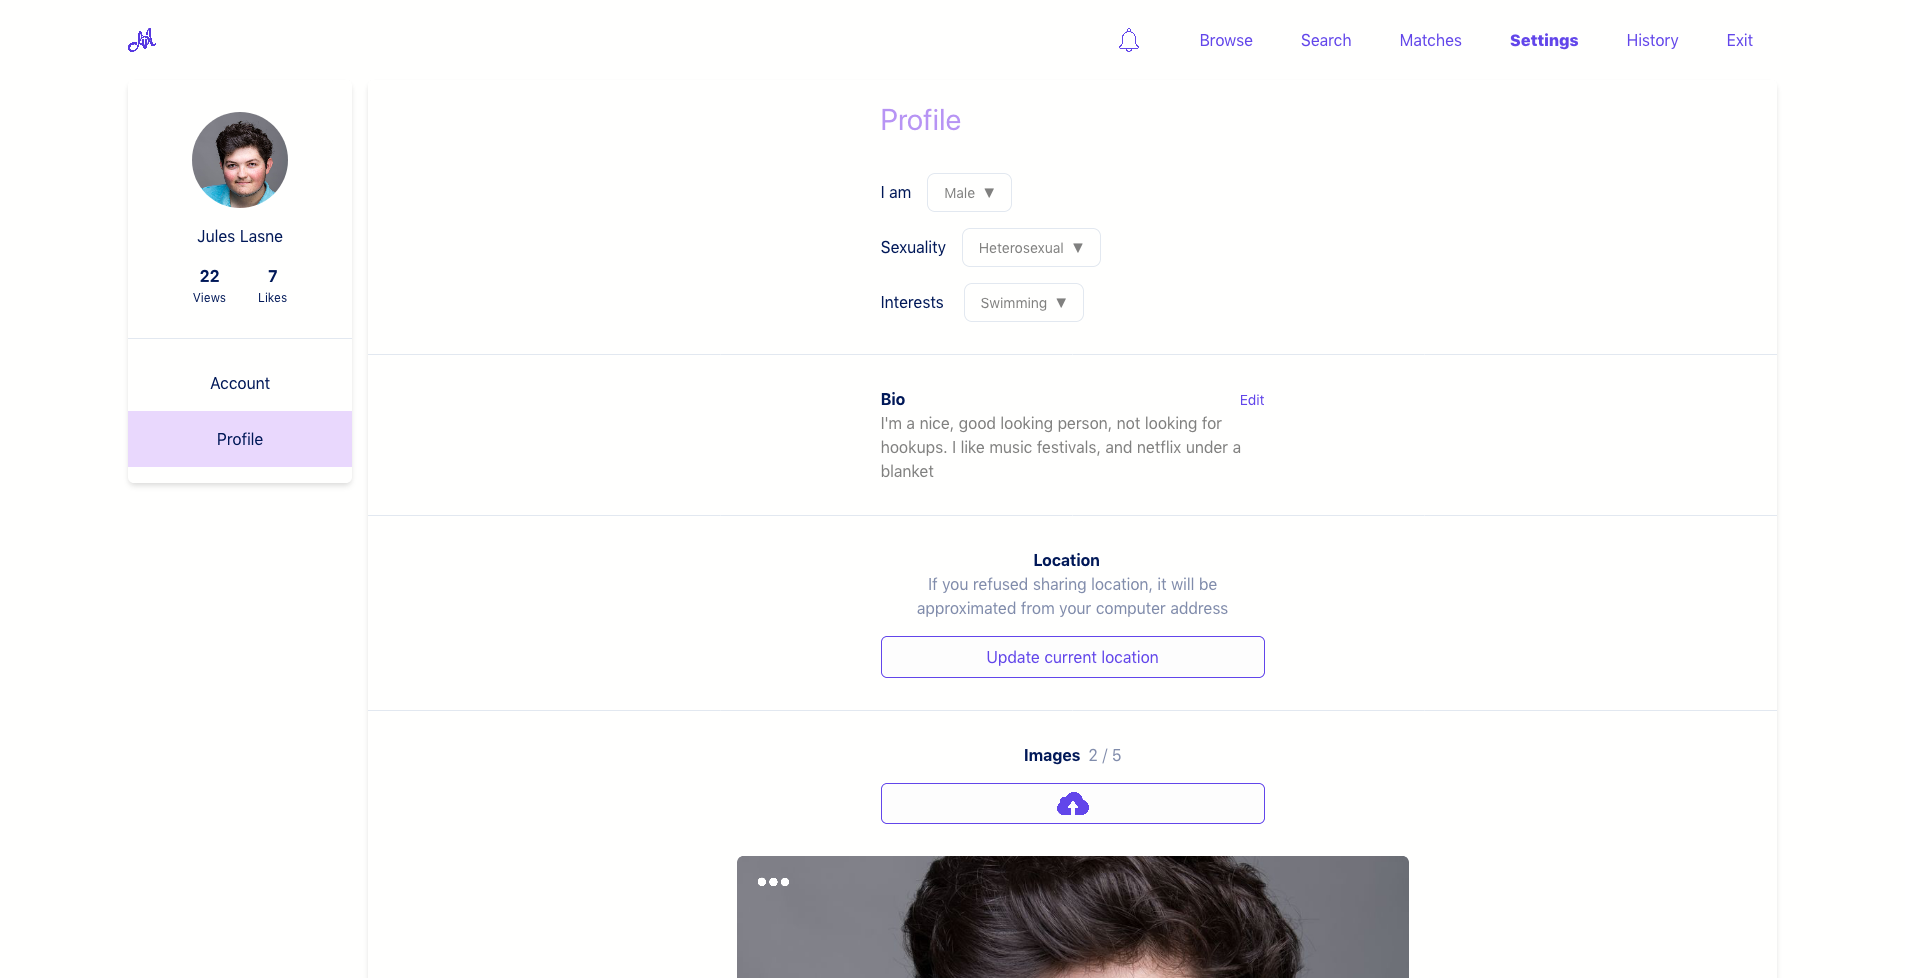 Browse Search Matches Settings History Exit
Jules Lasne
22 7
Views Likes
Account
Profile
Profile
I am Male ▼
Sexuality Heterosexual ▼
Interests Swimming ▼
Bio Edit
I'm a nice, good looking person, not looking for
hookups. I like music festivals, and netflix under a
blanket
Location
If you refused sharing location, it will be
approximated from your computer address
Update current location
Images 2 / 5